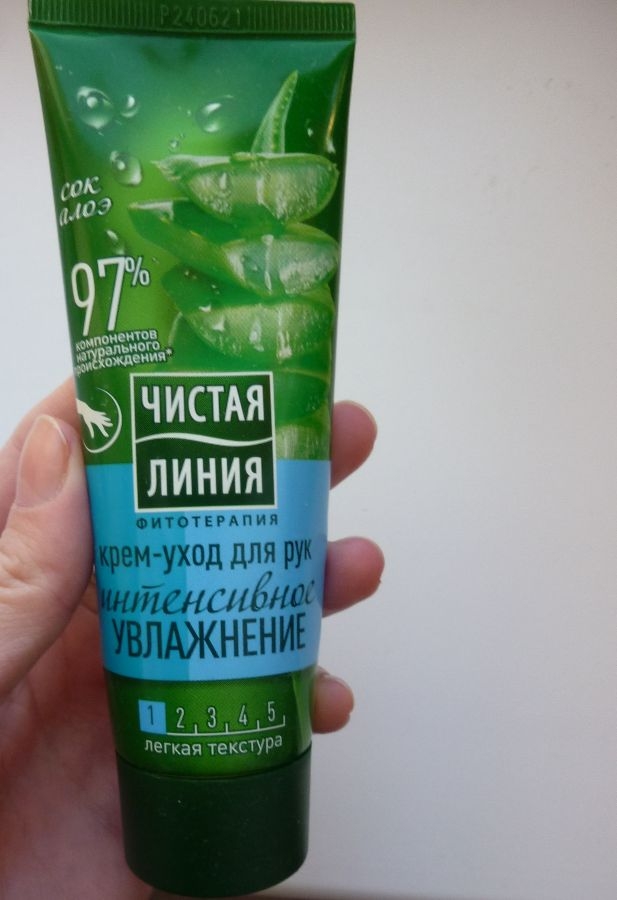 P240621
сок
алоэ
97%
компонентов
натурального
происхождения*
ЧИСТАЯ
ЛИНИЯ
ФИТОТЕРАПИЯ
крем-уход для рук
интенсивное
УВЛАЖНЕНИЕ
1 2 3 4 5
легкая текстура